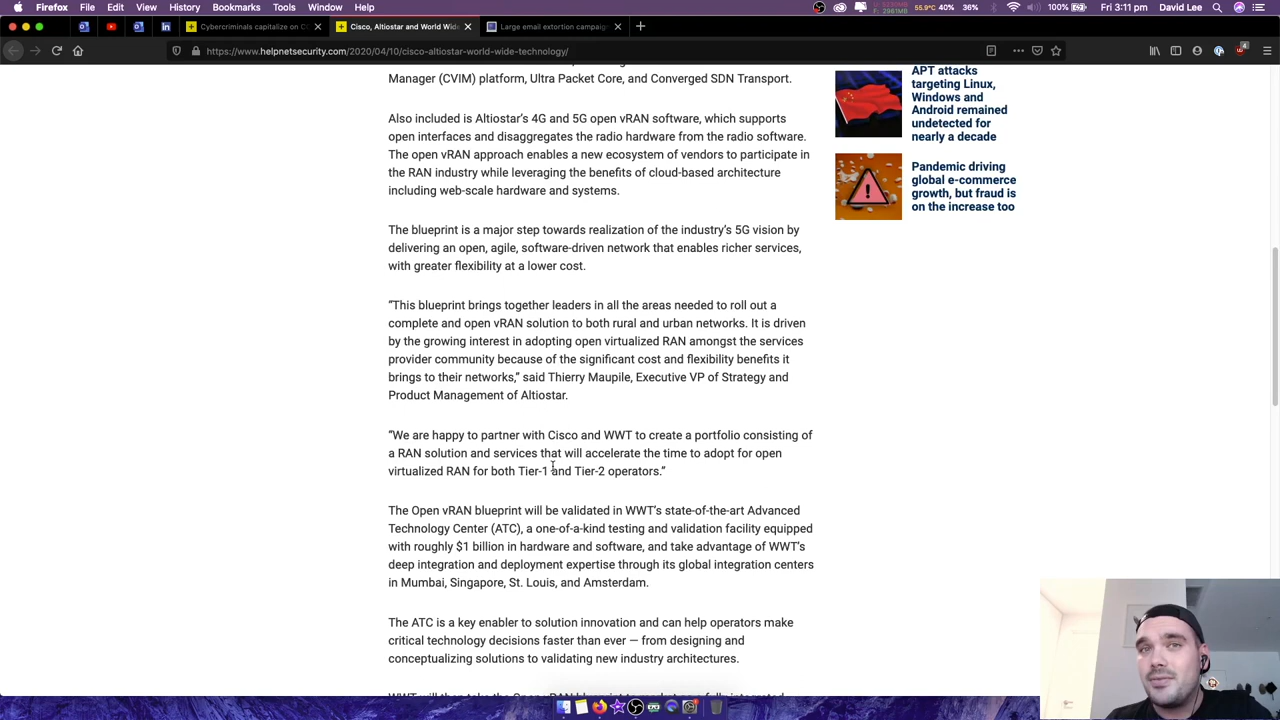 Firefox File Edit View History Bookmarks Tools Window Help
55.9°C 40% 100% David L
Cybercriminals capitalize on C
Cisco, Altiostar and World Wide
Large email extortion campaign
https://www.helpnetsecurity.com/2020/04/10/cisco-altiostar-world-wide-technology/
Manager (CVIM) platform, Ultra Packet Core, and Converged SDN Transport.
Also included is Altiostar’s 4G and 5G open vRAN software, which supports
open interfaces and disaggregates the radio hardware from the radio software.
The open vRAN approach enables a new ecosystem of vendors to participate in
the RAN industry while leveraging the benefits of cloud-based architecture
including web-scale hardware and systems.
The blueprint is a major step towards realization of the industry’s 5G vision by
delivering an open, agile, software-driven network that enables richer services,
with greater flexibility at a lower cost.
“This blueprint brings together leaders in all the areas needed to roll out a
complete and open vRAN solution to both rural and urban networks. It is driven
by the growing interest in adopting open virtualized RAN amongst the services
provider community because of the significant cost and flexibility benefits it
brings to their networks,” said Thierry Maupile, Executive VP of Strategy and
Product Management of Altiostar.
“We are happy to partner with Cisco and WWT to create a portfolio consisting of
a RAN solution and services that will accelerate the time to adopt for open
virtualized RAN for both Tier-1 and Tier-2 operators.”
The Open vRAN blueprint will be validated in WWT’s state-of-the-art Advanced
Technology Center (ATC), a one-of-a-kind testing and validation facility equipped
with roughly $1 billion in hardware and software, and take advantage of WWT’s
deep integration and deployment expertise through its global integration centers
in Mumbai, Singapore, St. Louis, and Amsterdam.
The ATC is a key enabler to solution innovation and can help operators make
critical technology decisions faster than ever — from designing and
conceptualizing solutions to validating new industry architectures.
APT attacks
targeting Linux,
Windows and
Android remained
undetected for
nearly a decade
Pandemic driving
global e-commerce
growth, but fraud is
on the increase too